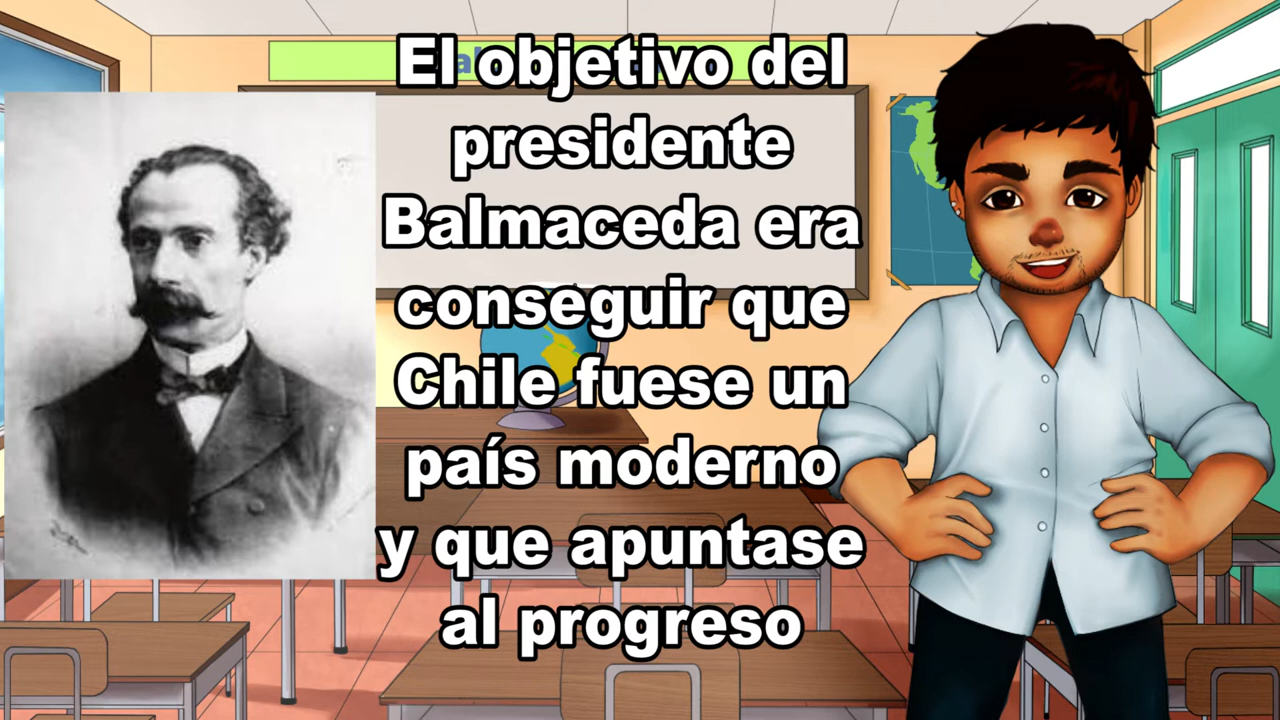 El objetivo del
presidente
Balmaceda era
conseguir que
Chile fuese un
país moderno
y que apuntase
al progreso